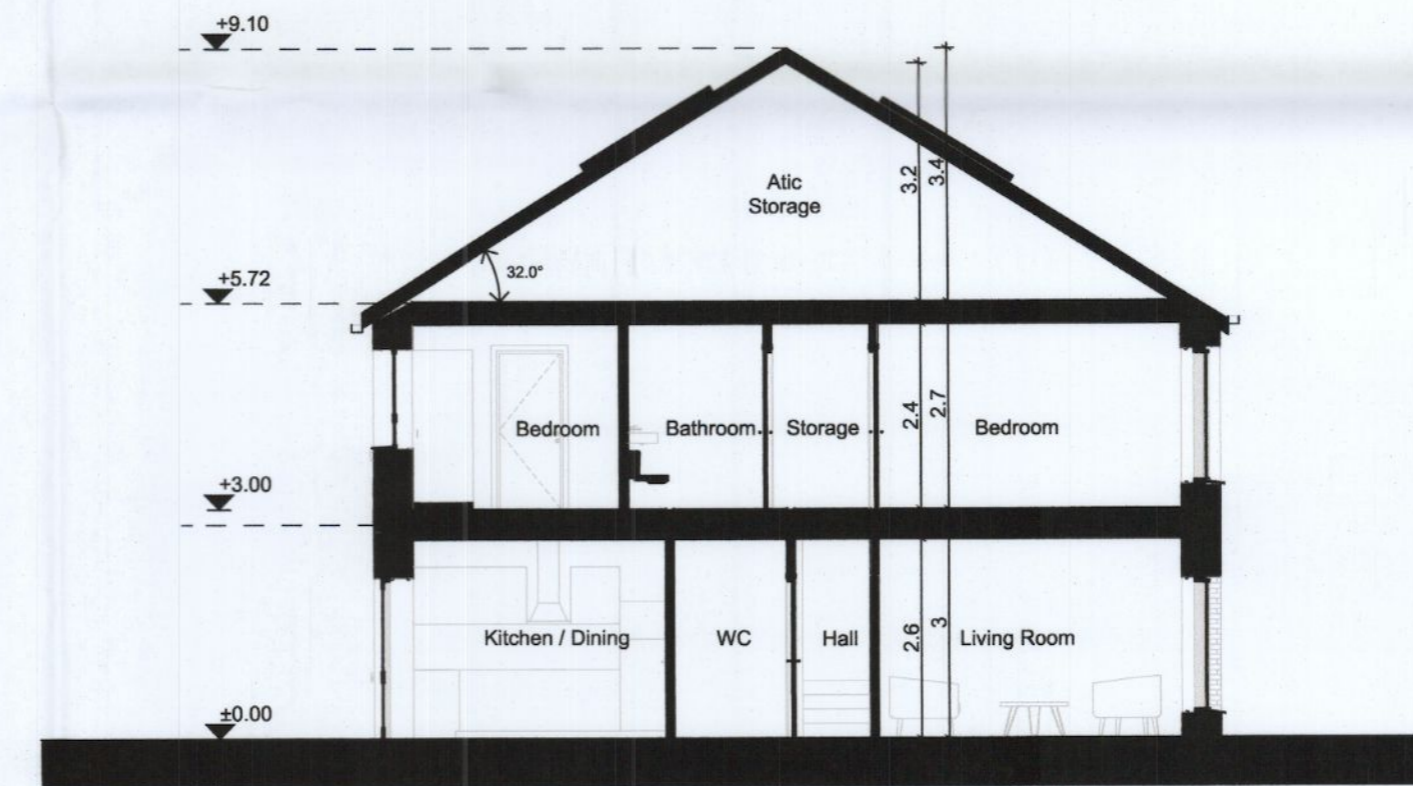 +9.10
3.2
3.4
Atic
Storage
32.0°
+5.72
2.4
2.7
Bedroom
Bathroom
Storage
Bedroom
+3.00
2.6
3
Kitchen / Dining
WC
Hall
Living Room
±0.00